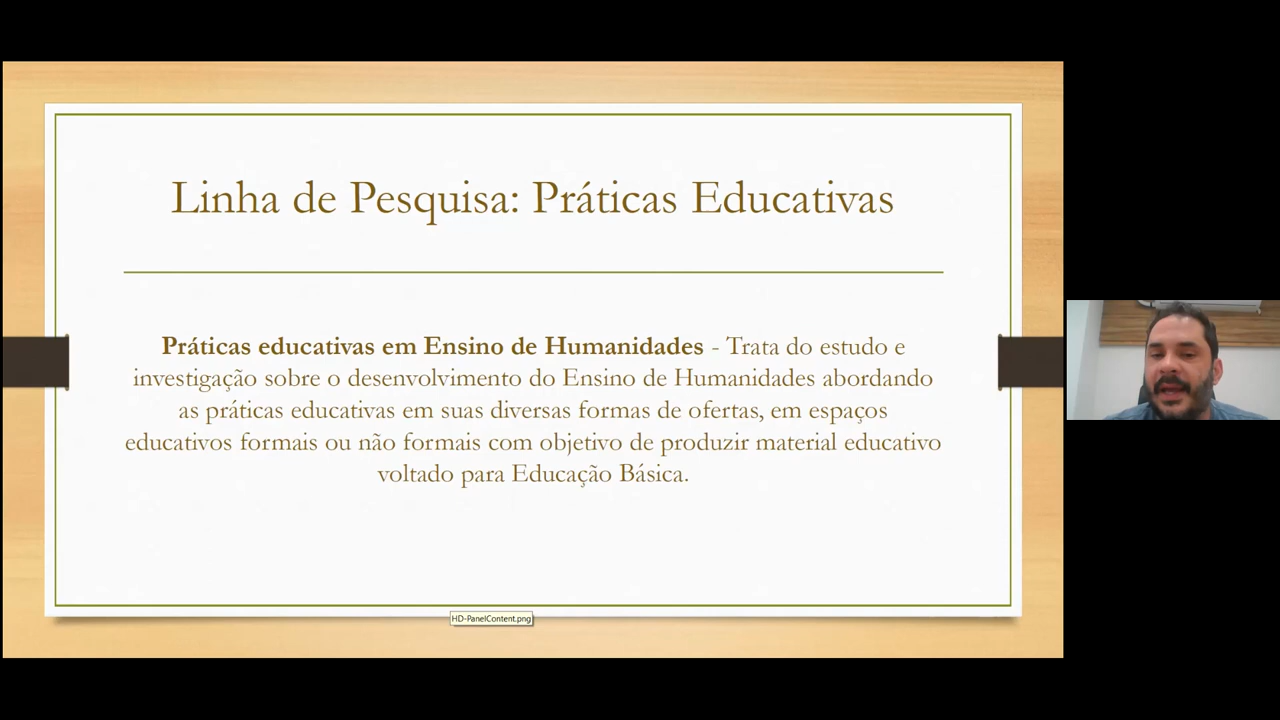 Linha de Pesquisa: Práticas Educativas
Práticas educativas em Ensino de Humanidades - Trata do estudo e
investigação sobre o desenvolvimento do Ensino de Humanidades abordando
as práticas educativas em suas diversas formas de ofertas, em espaços
educativos formais ou não formais com objetivo de produzir material educativo
voltado para Educação Básica.
HD-PanelContent.png